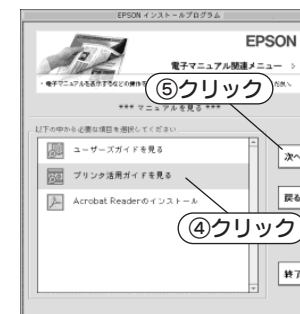 EPSON インストールプログラム
EPSON
電子マニュアル関連メニュー
⑤クリック
*** マニュアルを見る ***
以下の中から必要な項目を選択してください
ユーザーズガイドを見る
次へ
プリンタ活用ガイドを見る
Acrobat Readerのインストール
戻る
④クリック
終了